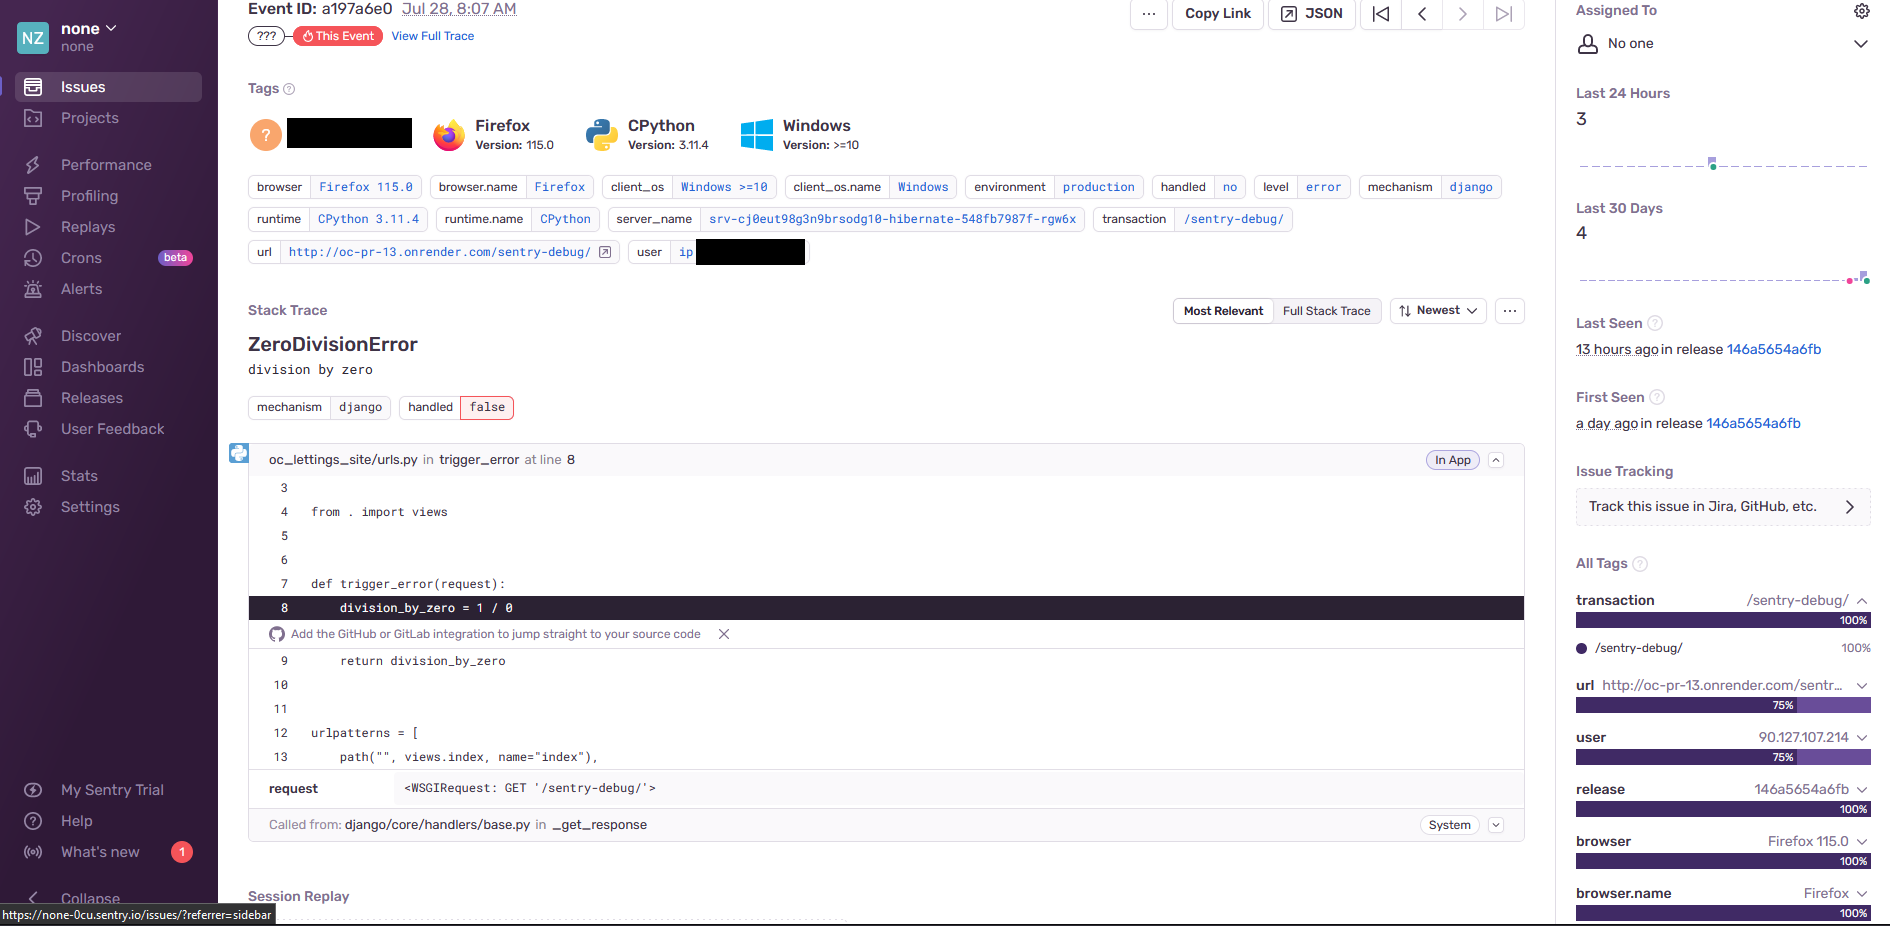 NZ
none
none
Issues
Projects
Performance
Profiling
Replays
Crons beta
Alerts
Discover
Dashboards
Releases
User Feedback
Stats
Settings
My Sentry Trial
Help
What's new 1
Collapse
https://none-0cu.sentry.io/issues/?referrer=sidebar
Event ID: a197a6e0 Jul 28, 8:07 AM
??? This Event View Full Trace
... Copy Link JSON
Tags ?
?
Firefox
Version: 115.0
CPython
Version: 3.11.4
Windows
Version: >=10
browser Firefox 115.0 browser.name Firefox client_os Windows >=10 client_os.name Windows environment production handled no level error mechanism django
runtime CPython 3.11.4 runtime.name CPython server_name srv-cj0eut98g3n9brsodg10-hibernate-548fb7987f-rgw6x transaction /sentry-debug/
url http://oc-pr-13.onrender.com/sentry-debug/ user ip
Stack Trace Most Relevant Full Stack Trace Newest ...
ZeroDivisionError
division by zero
mechanism django handled false
oc_lettings_site/urls.py in trigger_error at line 8 In App
3
4 from . import views
5
6
7 def trigger_error(request):
8 division_by_zero = 1 / 0
Add the GitHub or GitLab integration to jump straight to your source code
9 return division_by_zero
10
11
12 urlpatterns = [
13 path("", views.index, name="index"),
request <WSGIRequest: GET '/sentry-debug/'>
Called from: django/core/handlers/base.py in _get_response System
Session Replay
Assigned To
No one
Last 24 Hours
3
Last 30 Days
4
Last Seen ?
13 hours ago in release 146a5654a6fb
First Seen ?
a day ago in release 146a5654a6fb
Issue Tracking
Track this issue in Jira, GitHub, etc.
All Tags ?
transaction /sentry-debug/
100%
/sentry-debug/ 100%
url http://oc-pr-13.onrender.com/sentr...
75%
user 90.127.107.214
75%
release 146a5654a6fb
100%
browser Firefox 115.0
100%
browser.name Firefox
100%